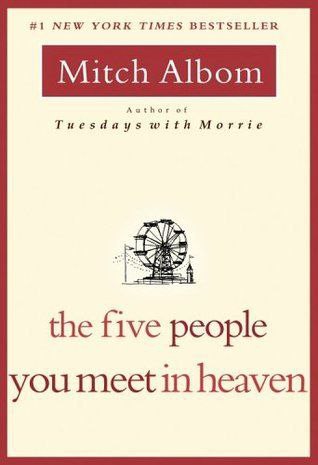 #1 NEW YORK TIMES BESTSELLER
Mitch Albom
Author of
Tuesdays with Morrie
the five people
you meet in heaven